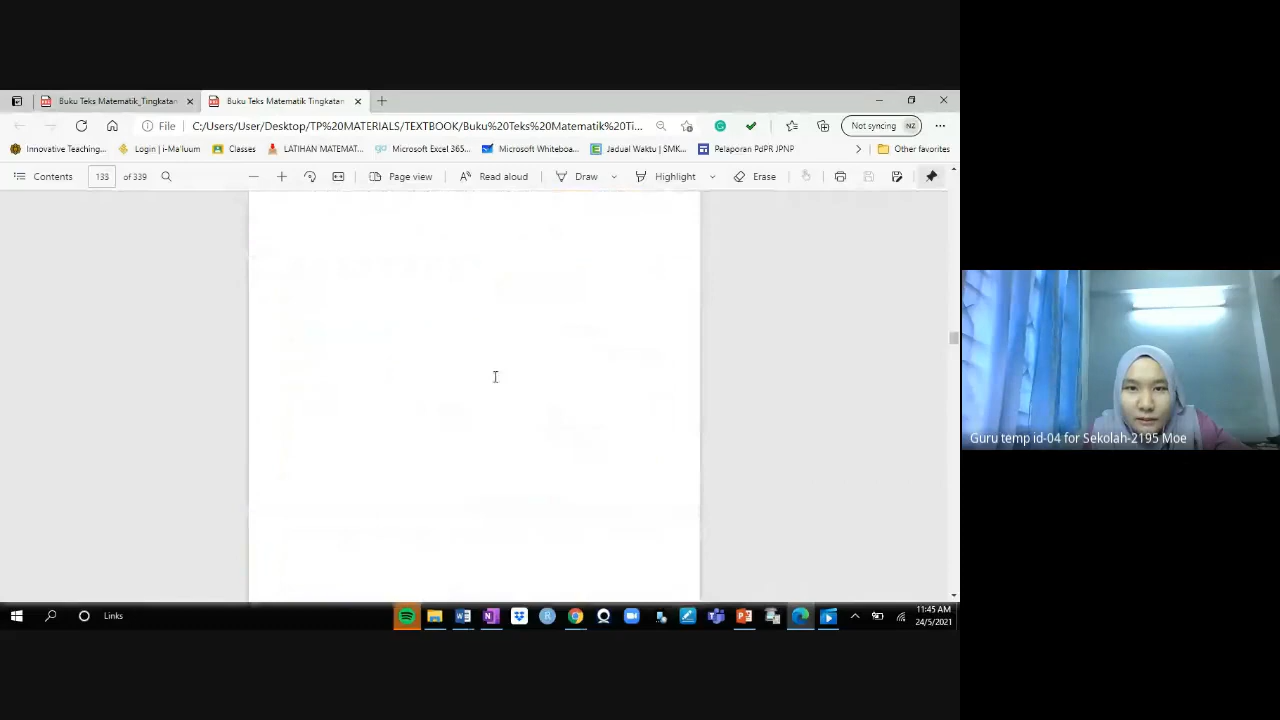 Buku Teks Matematik_Tingkatan
Buku Teks Matematik Tingkatan
File
C:/Users/User/Desktop/TP%20MATERIALS/TEXTBOOK/Buku%20Teks%20Matematik%20Ti...
Not syncing
NZ
Innovative Teaching...
Login | i-Ma'luum
Classes
LATIHAN MATEMAT...
Microsoft Excel 365...
Microsoft Whiteboa...
Jadual Waktu | SMK...
Pelaporan PdPR JPNP
Other favorites
Contents
133
of 339
Page view
Read aloud
Draw
Highlight
Erase
Guru temp id-04 for Sekolah-2195 Moe
Links
11:45 AM
24/5/2021